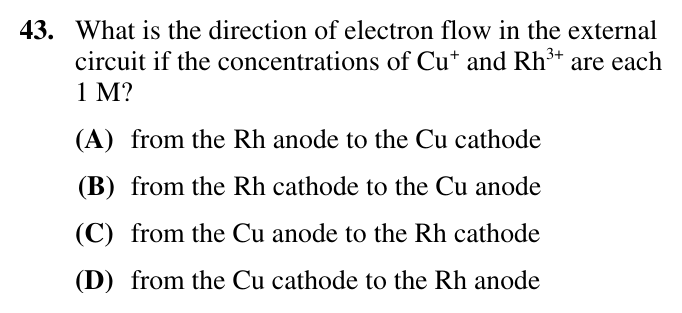 43. What is the direction of electron flow in the external
circuit if the concentrations of Cu⁺ and Rh³⁺ are each
1 M?
(A) from the Rh anode to the Cu cathode
(B) from the Rh cathode to the Cu anode
(C) from the Cu anode to the Rh cathode
(D) from the Cu cathode to the Rh anode